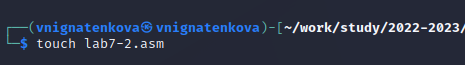 ┌──(vnignatenkova㉿vnignatenkova)-[~/work/study/2022-2023/
└─$ touch lab7-2.asm